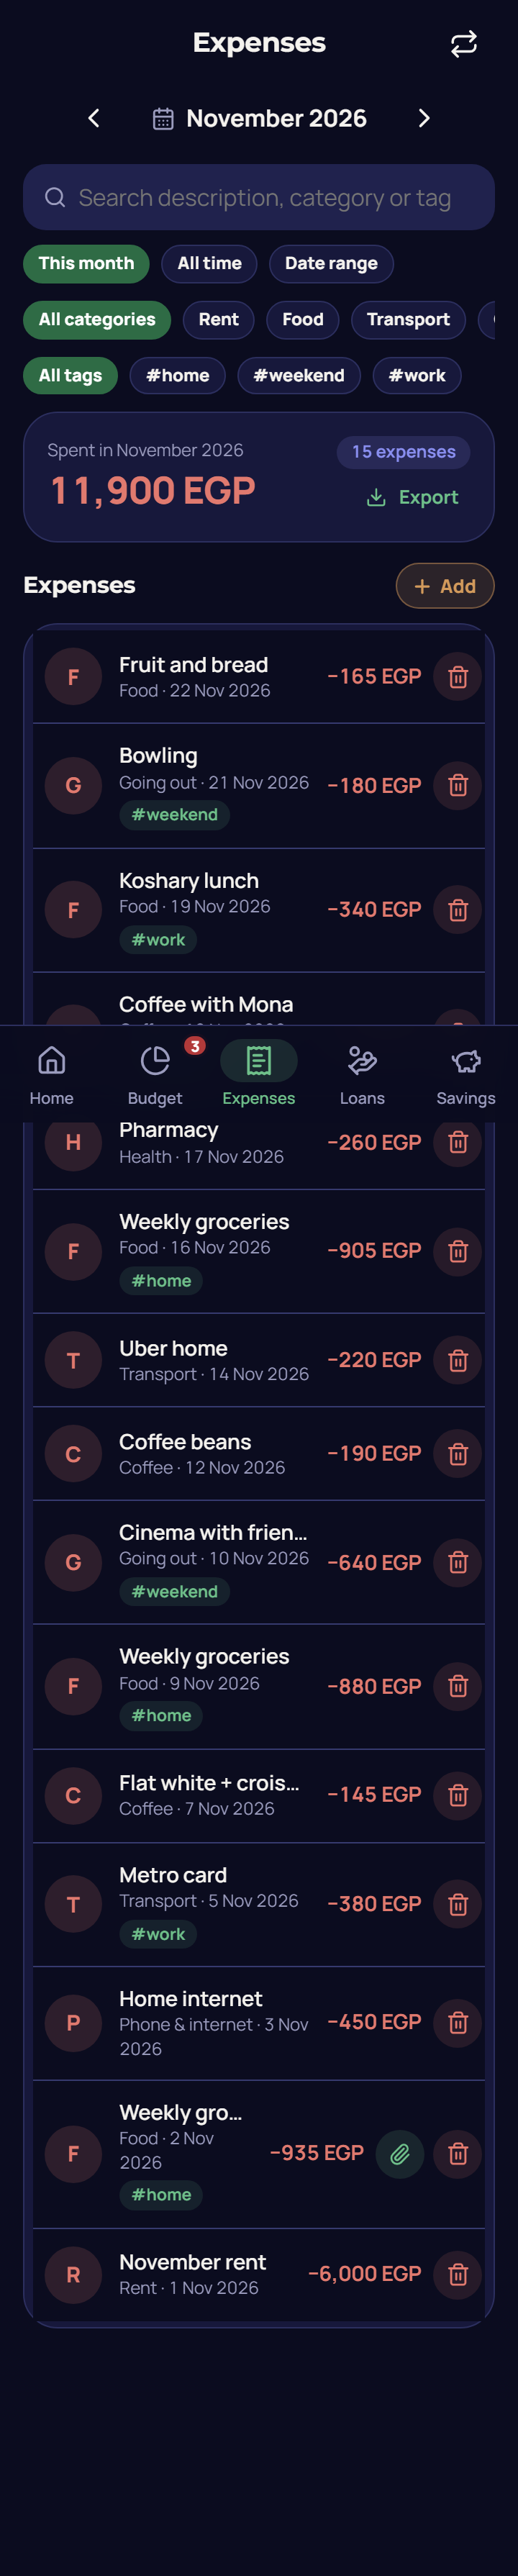 Expenses
November 2026
Search description, category or tag
This month All time Date range
All categories Rent Food Transport
All tags #home #weekend #work
Spent in November 2026 15 expenses
11,900 EGP Export
Expenses + Add
F Fruit and bread −165 EGP
Food · 22 Nov 2026
G Bowling −180 EGP
Going out · 21 Nov 2026
#weekend
F Koshary lunch −340 EGP
Food · 19 Nov 2026
#work
Coffee with Mona
3
Home Budget Expenses Loans Savings
H Pharmacy −260 EGP
Health · 17 Nov 2026
F Weekly groceries −905 EGP
Food · 16 Nov 2026
#home
T Uber home −220 EGP
Transport · 14 Nov 2026
C Coffee beans −190 EGP
Coffee · 12 Nov 2026
G Cinema with frien... −640 EGP
Going out · 10 Nov 2026
#weekend
F Weekly groceries −880 EGP
Food · 9 Nov 2026
#home
C Flat white + crois... −145 EGP
Coffee · 7 Nov 2026
T Metro card −380 EGP
Transport · 5 Nov 2026
#work
P Home internet −450 EGP
Phone & internet · 3 Nov
2026
F Weekly gro... −935 EGP
Food · 2 Nov
2026
#home
R November rent −6,000 EGP
Rent · 1 Nov 2026